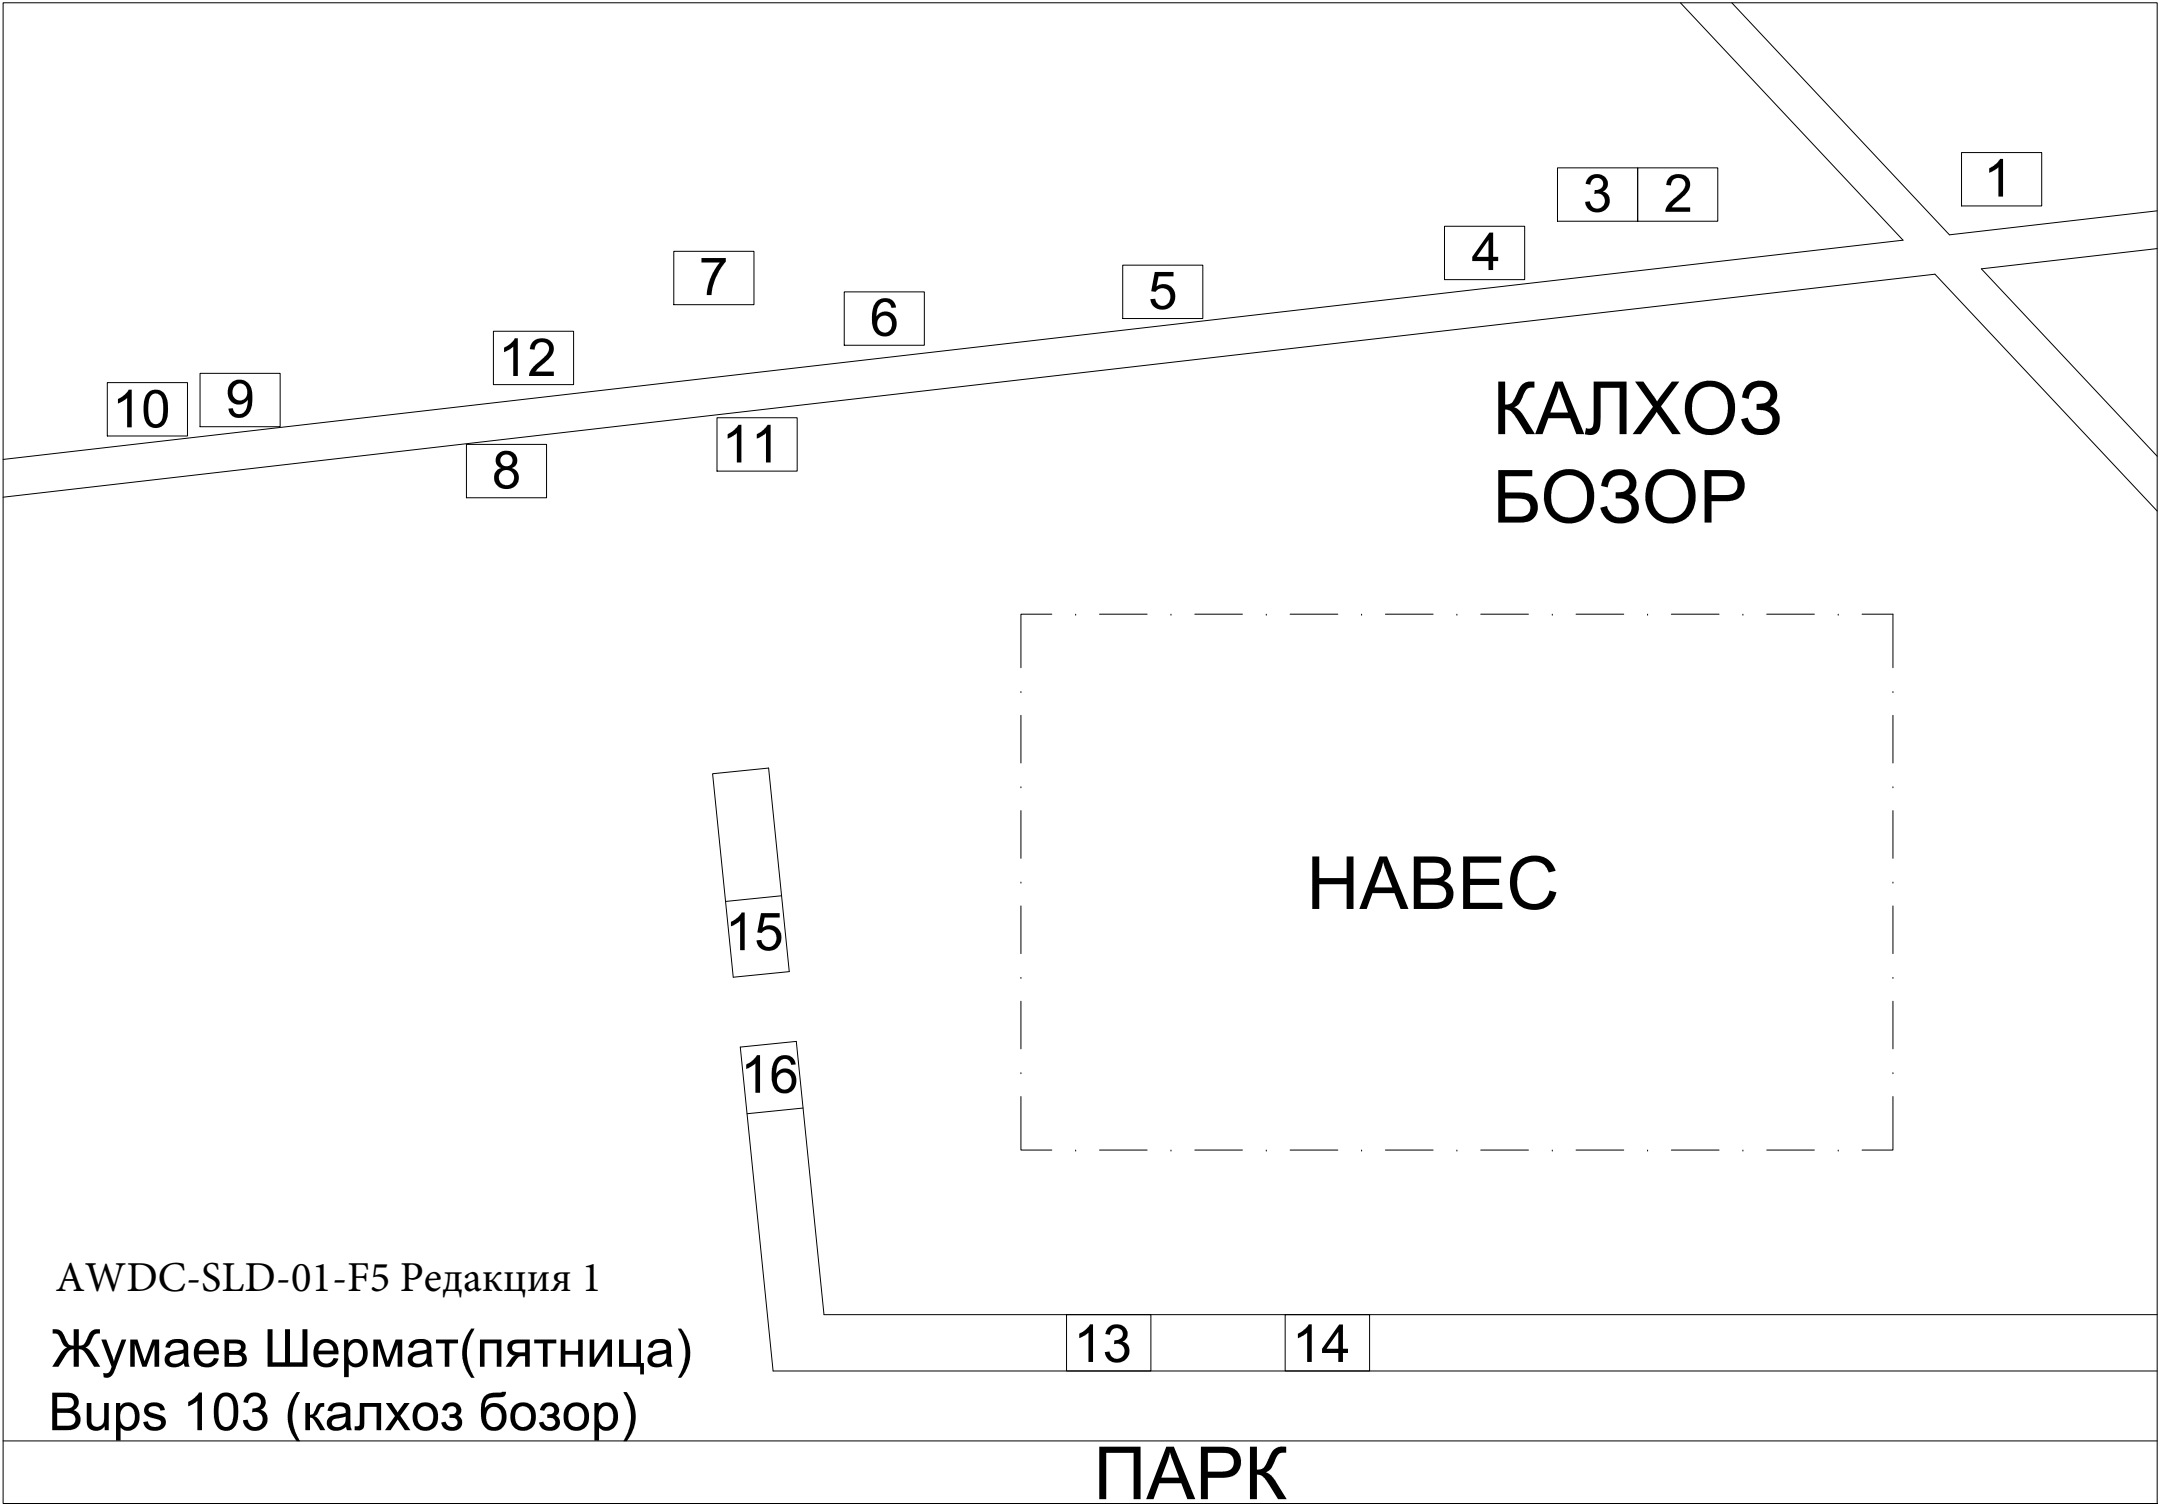 1
3 2
4
5
7
6
12
10 9
11
8
КАЛХОЗ
БОЗОР
НАВЕС
15
16
13 14
AWDC-SLD-01-F5 Редакция 1
Жумаев Шермат(пятница)
Bups 103 (калхоз бозор)
ПАРК